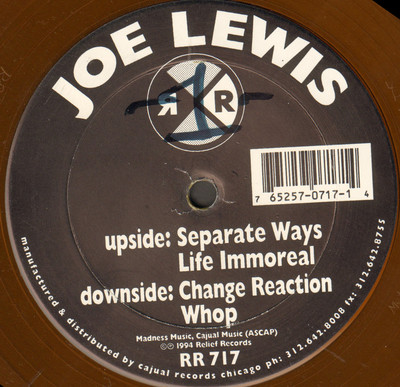 JOE LEWIS
R R
1
7 65257-0717-1 4
upside: Separate Ways
Life Immoreal
downside: Change Reaction
Whop
Madness Music, Cajual Music (ASCAP)
©℗ 1994 Relief Records
RR 717
manufactured & distributed by cajual records chicago ph: 312.642.8008 fx: 312.642.8755